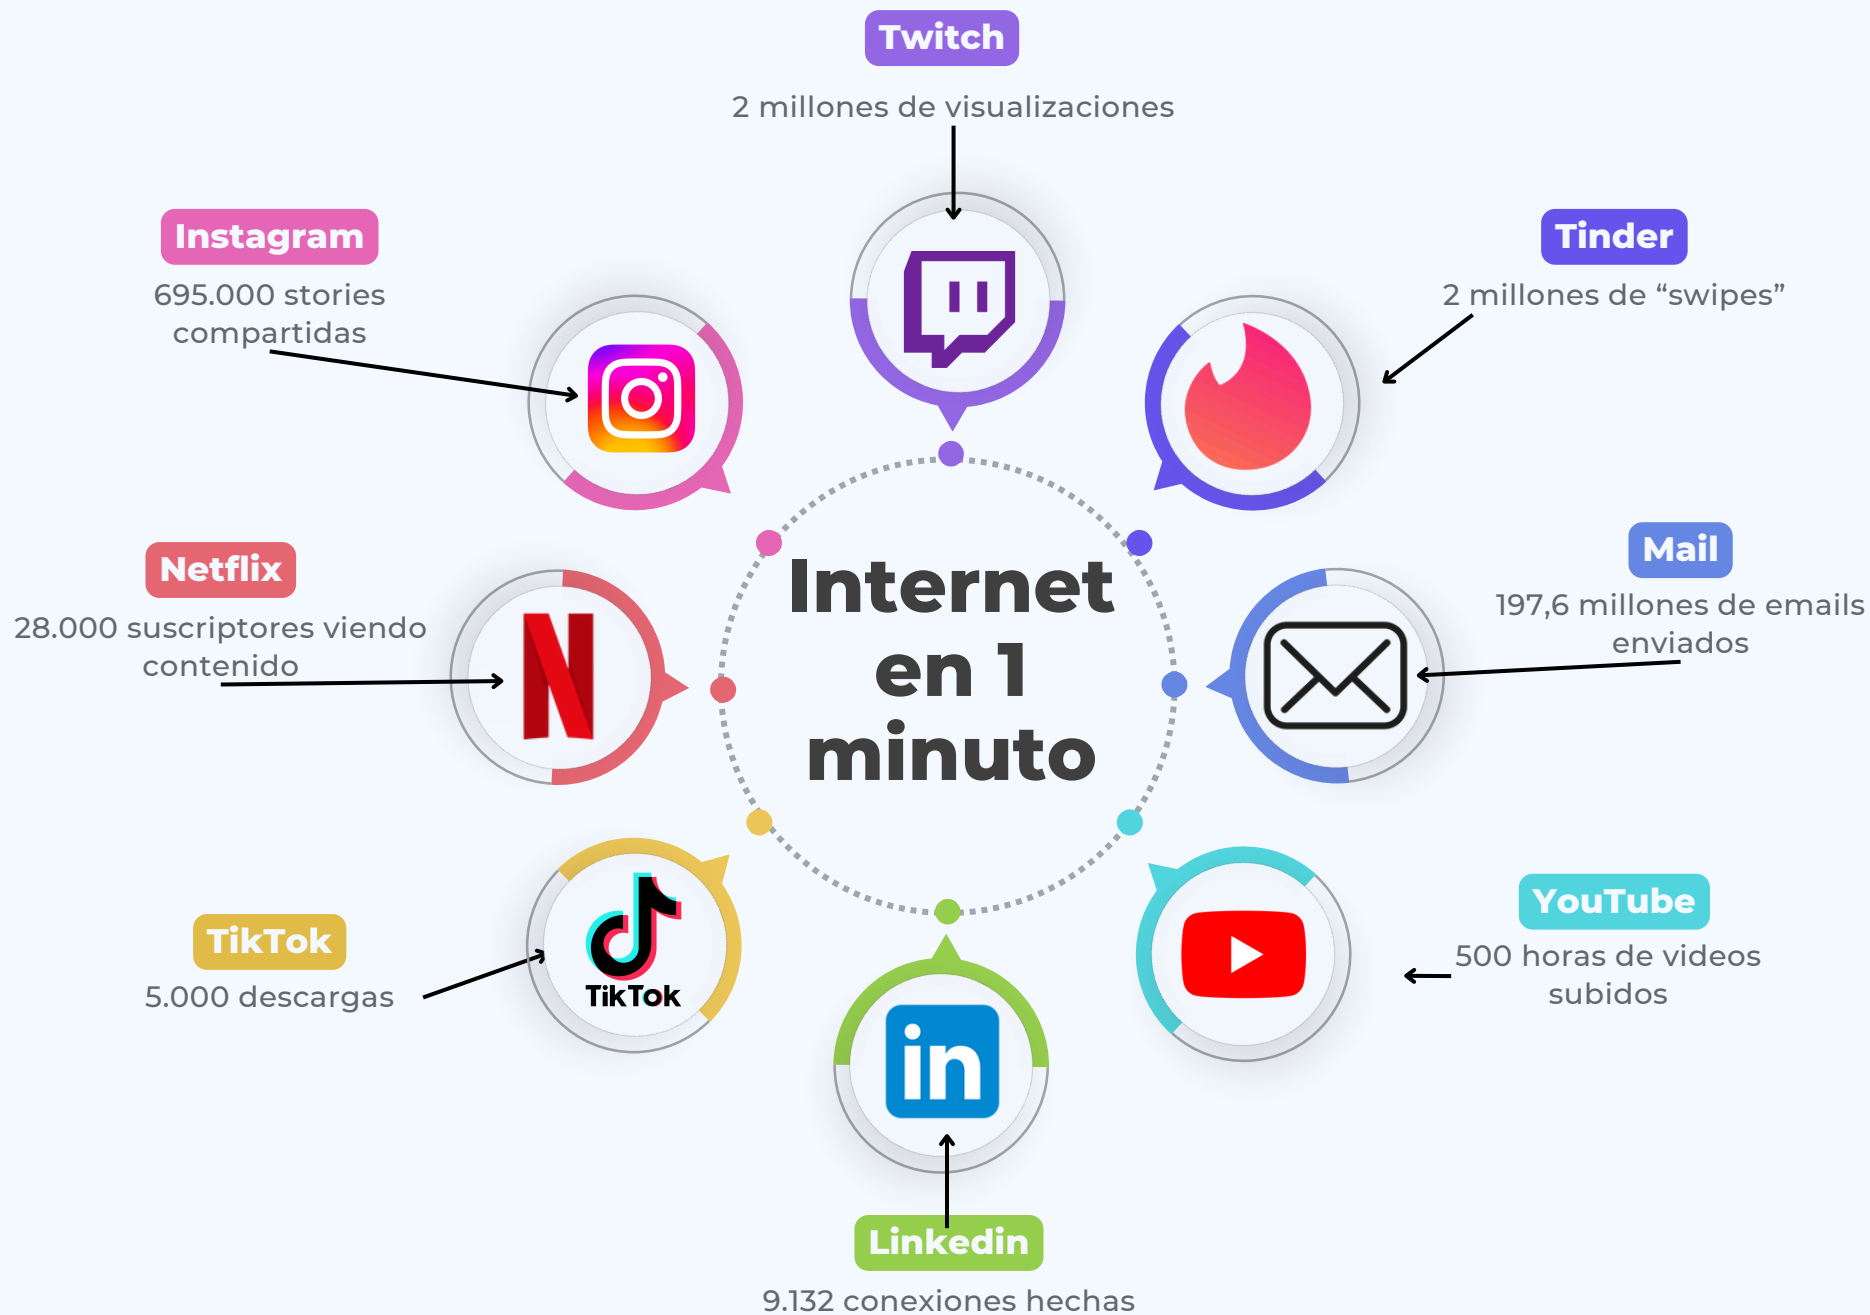 Twitch
2 millones de visualizaciones
Instagram
695.000 stories
compartidas
Tinder
2 millones de “swipes”
Netflix
28.000 suscriptores viendo
contenido
Internet
en 1
minuto
Mail
197,6 millones de emails
enviados
TikTok
5.000 descargas
TikTok
YouTube
500 horas de videos
subidos
in
Linkedin
9.132 conexiones hechas